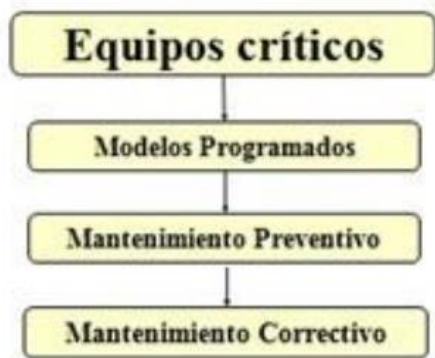 Equipos críticos
Modelos Programados
Mantenimiento Preventivo
Mantenimiento Correctivo